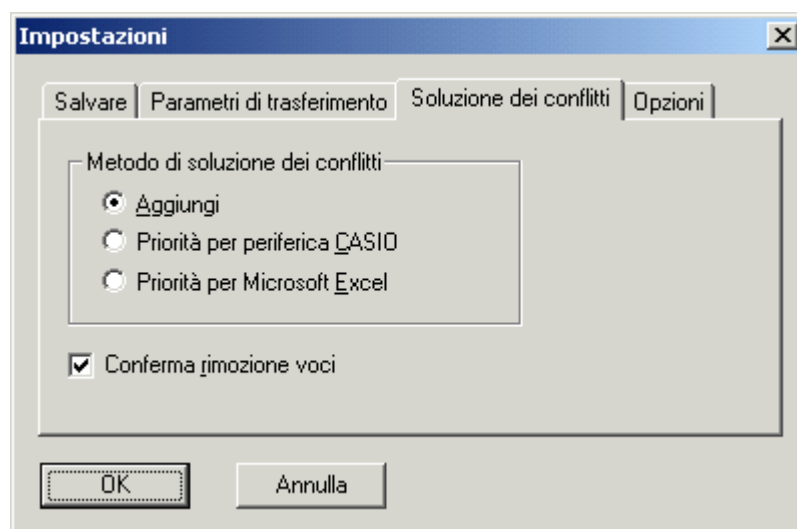 Impostazioni
Salvare Parametri di trasferimento Soluzione dei conflitti Opzioni
Metodo di soluzione dei conflitti
Aggiungi
Priorità per periferica CASIO
Priorità per Microsoft Excel
Conferma rimozione voci
OK Annulla